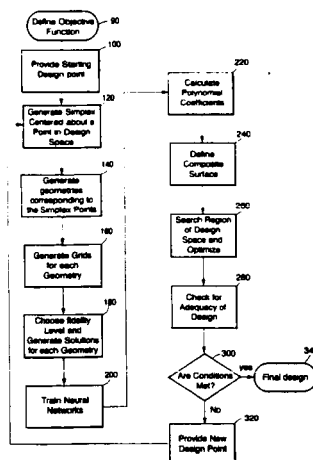 Define Objective
Function
90
100
Provide Starting
Design point
120
Generate Simplex
Centered about a
Point in Design
Space
140
Generate
geometries
corresponding to
the Simplex Points
160
Generate Grids
for each
Geometry
180
Choose fidelity
Level and
Generate Solutions
for each Geometry
200
Train Neural
Networks
220
Calculate
Polynomial
Coefficients
240
Define
Composite
Surface
260
Search Region
of Design
Space and
Optimize
280
Check for
Adequacy of
Design
300
Are Conditions
Met?
yes
34
Final design
No
320
Provide New
Design Point